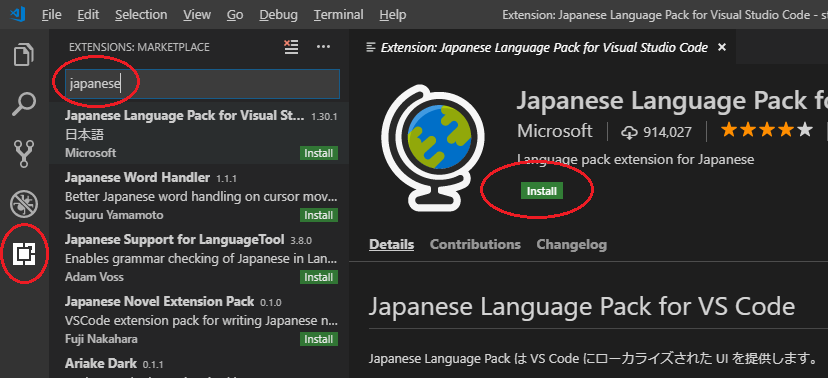 File Edit Selection View Go Debug Terminal Help Extension: Japanese Language Pack for Visual Studio Code - st
EXTENSIONS: MARKETPLACE
japanese
Japanese Language Pack for Visual St... 1.30.1
日本語
Microsoft Install
Japanese Word Handler 1.1.1
Better Japanese word handling on cursor mov...
Suguru Yamamoto Install
Japanese Support for LanguageTool 3.8.0
Enables grammar checking of Japanese in Lan...
Adam Voss Install
Japanese Novel Extension Pack 0.1.0
VSCode extension pack for writing Japanese n...
Fuji Nakahara Install
Ariake Dark 0.1.1
Extension: Japanese Language Pack for Visual Studio Code
Japanese Language Pack fo
Microsoft 914,027
Language pack extension for Japanese
Install
Details Contributions Changelog
Japanese Language Pack for VS Code
Japanese Language Pack は VS Code にローカライズされた UI を提供します。